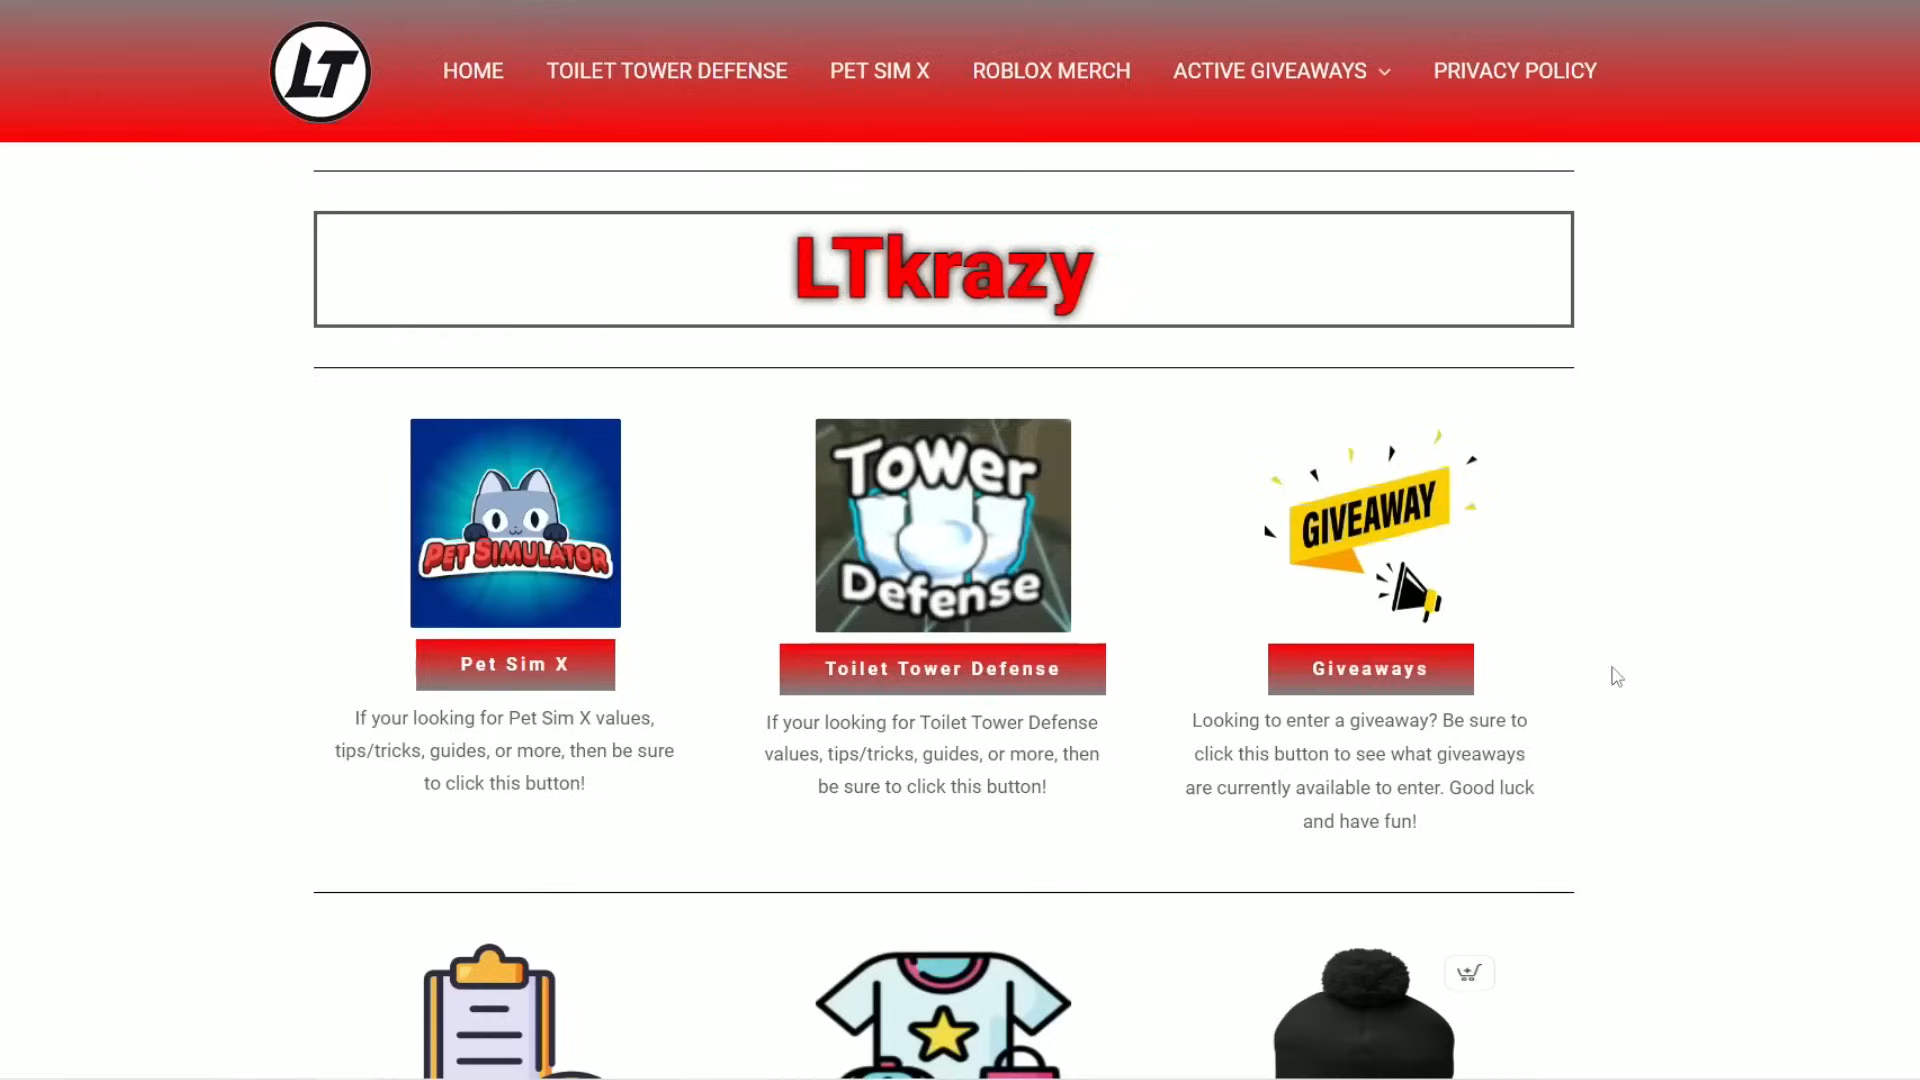 LT
HOME
TOILET TOWER DEFENSE
PET SIM X
ROBLOX MERCH
ACTIVE GIVEAWAYS
PRIVACY POLICY
LTkrazy
PET SIMULATOR
Pet Sim X
If your looking for Pet Sim X values,
tips/tricks, guides, or more, then be sure
to click this button!
Tower
Defense
Toilet Tower Defense
If your looking for Toilet Tower Defense
values, tips/tricks, guides, or more, then
be sure to click this button!
GIVEAWAY
Giveaways
Looking to enter a giveaway? Be sure to
click this button to see what giveaways
are currently available to enter. Good luck
and have fun!